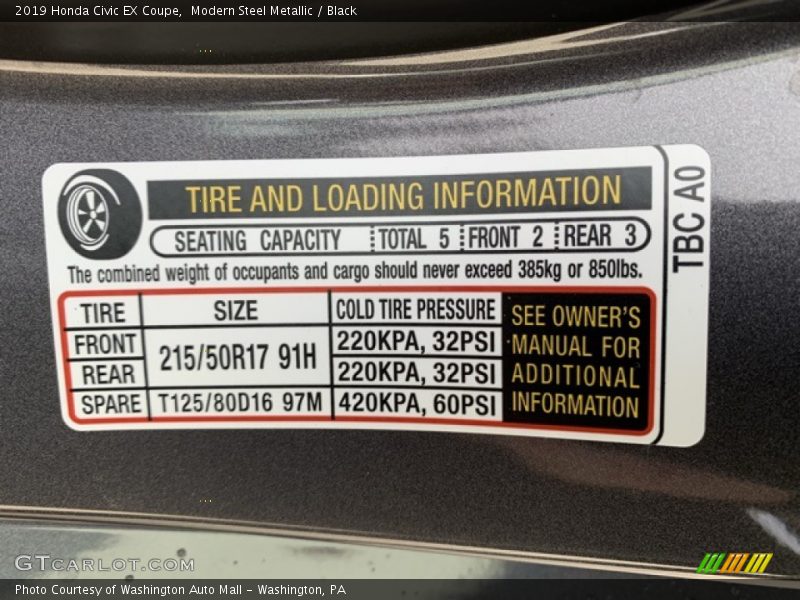 2019 Honda Civic EX Coupe,  Modern Steel Metallic / Black
TIRE AND LOADING INFORMATION
SEATING CAPACITY TOTAL 5 FRONT 2 REAR 3
The combined weight of occupants and cargo should never exceed 385kg or 850lbs.
TIRE SIZE COLD TIRE PRESSURE
FRONT 215/50R17 91H 220KPA, 32PSI
REAR 220KPA, 32PSI
SPARE T125/80D16 97M 420KPA, 60PSI
SEE OWNER'S
MANUAL FOR
ADDITIONAL
INFORMATION
TBC A0
GTCARLOT.COM
Photo Courtesy of Washington Auto Mall – Washington, PA